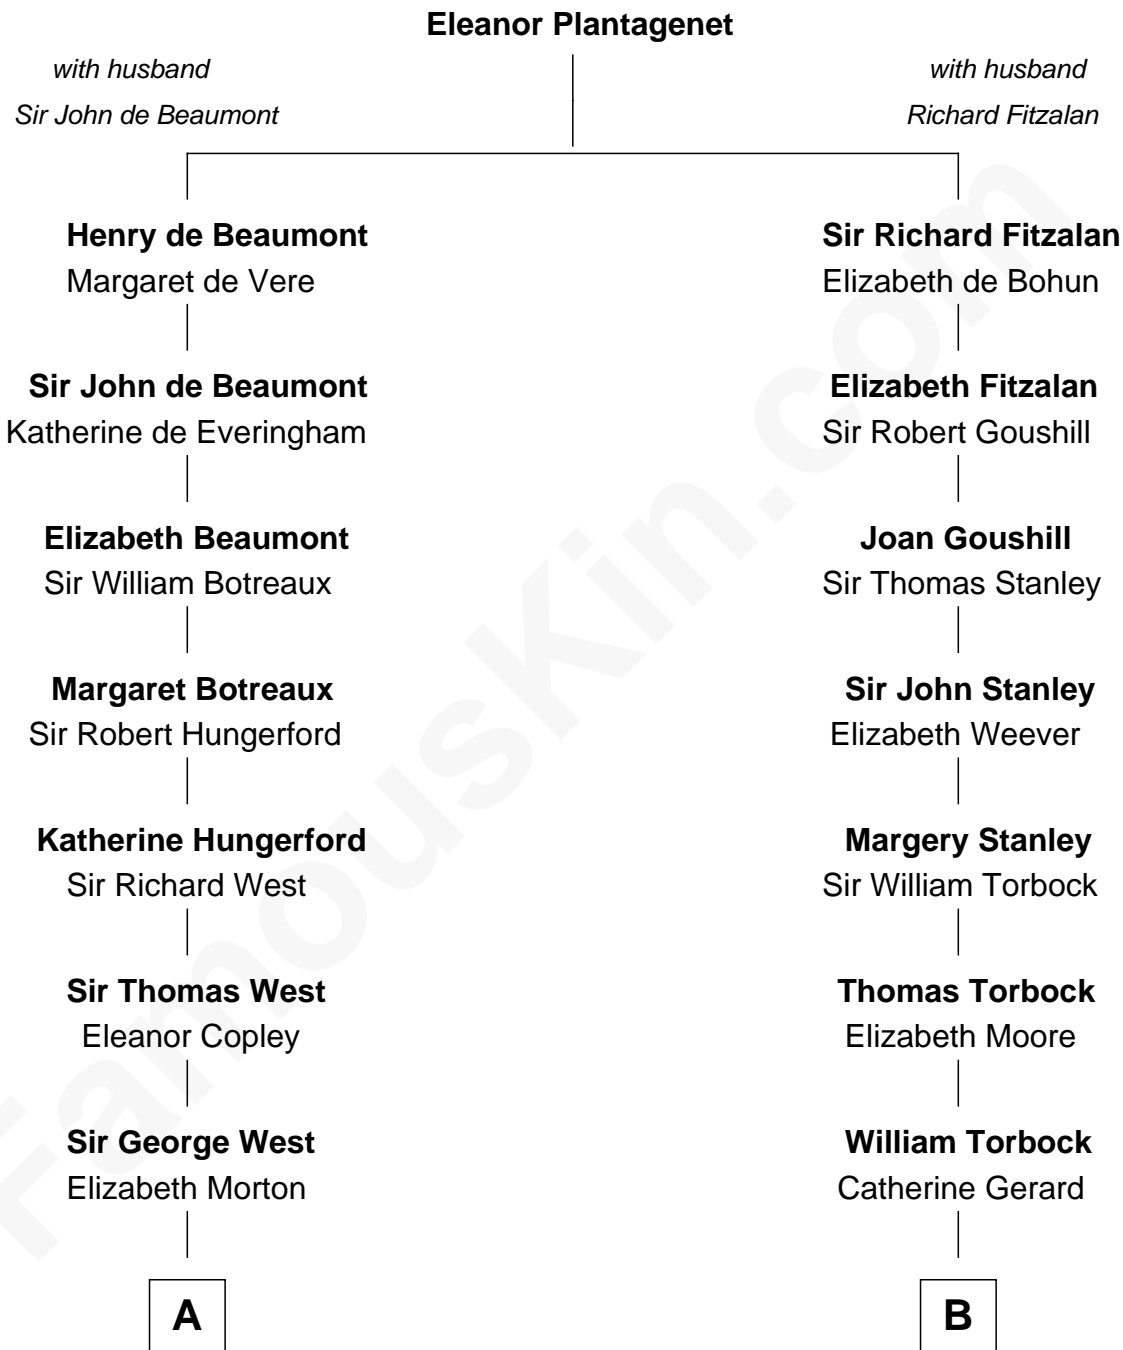 Eleanor Plantagenet
with husband
Sir John de Beaumont
with husband
Richard Fitzalan
Henry de Beaumont
Margaret de Vere
Sir Richard Fitzalan
Elizabeth de Bohun
Sir John de Beaumont
Katherine de Everingham
Elizabeth Fitzalan
Sir Robert Goushill
Elizabeth Beaumont
Sir William Botreaux
Joan Goushill
Sir Thomas Stanley
Margaret Botreaux
Sir Robert Hungerford
Sir John Stanley
Elizabeth Weever
Katherine Hungerford
Sir Richard West
Margery Stanley
Sir William Torbock
Sir Thomas West
Eleanor Copley
Thomas Torbock
Elizabeth Moore
Sir George West
Elizabeth Morton
William Torbock
Catherine Gerard
A
B
FamousKin.com